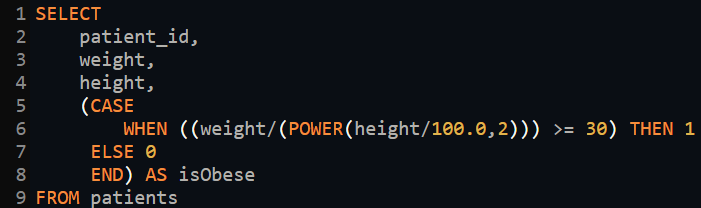 1 SELECT
2     patient_id,
3     weight,
4     height,
5     (CASE
6         WHEN ((weight/(POWER(height/100.0,2))) >= 30) THEN 1
7      ELSE 0
8      END) AS isObese
9 FROM patients